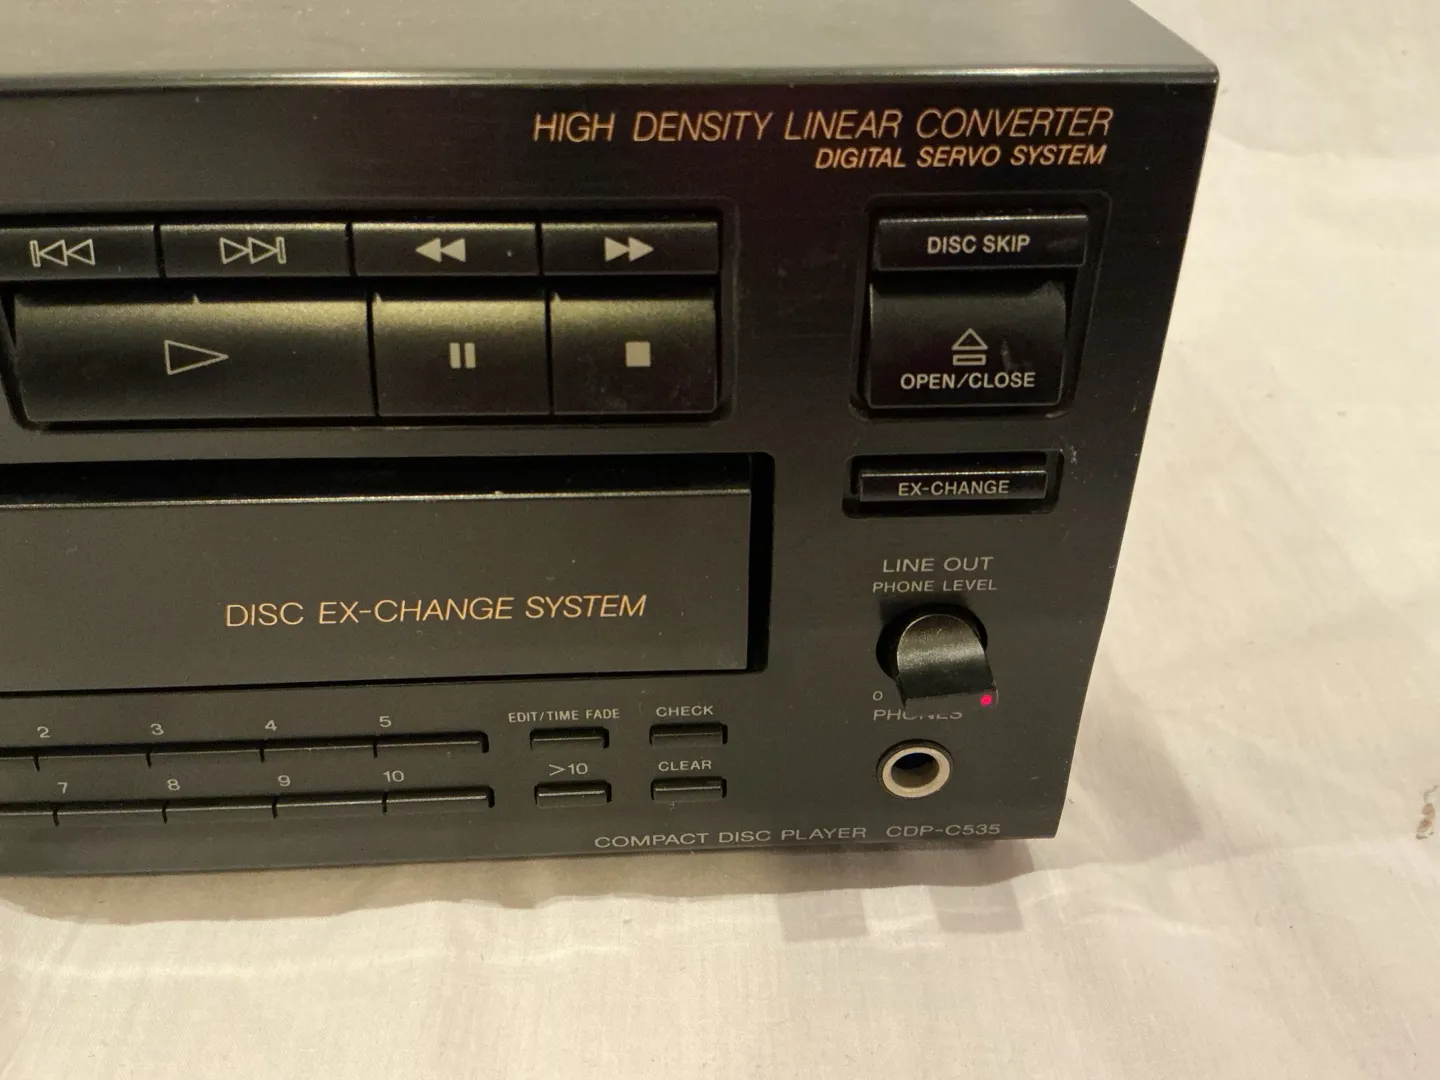 HIGH DENSITY LINEAR CONVERTER
DIGITAL SERVO SYSTEM
DISC SKIP
OPEN/CLOSE
EX-CHANGE
LINE OUT
PHONE LEVEL
DISC EX-CHANGE SYSTEM
0
PHONES
2 3 4 5
EDIT/TIME FADE
CHECK
7 8 9 10
>10
CLEAR
COMPACT DISC PLAYER CDP-C535